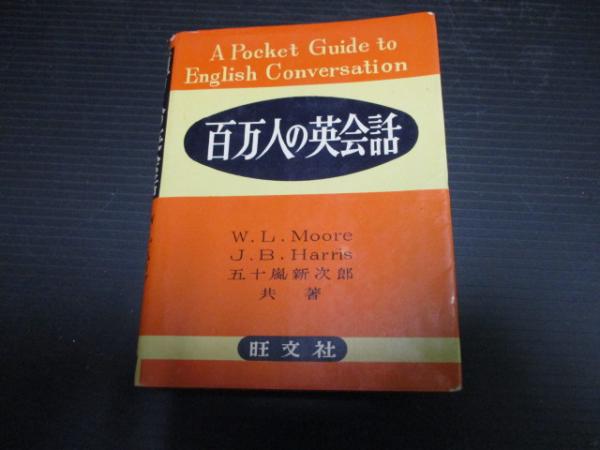 A Pocket Guide to
English Conversation
百万人の英会話
W. L. Moore
J. B. Harris
五十嵐新次郎
共著
旺文社